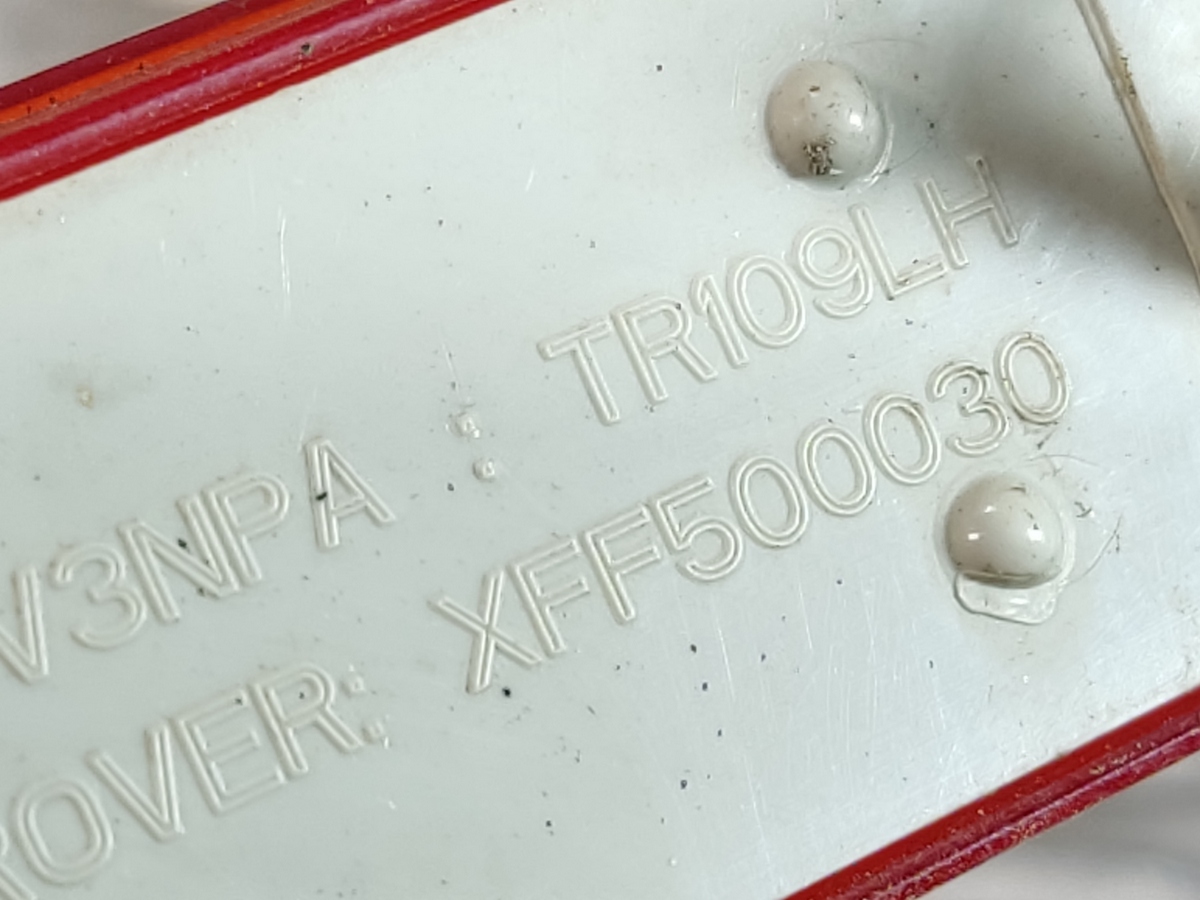 V3NPA : TR109LH
ROVER: XFF500030